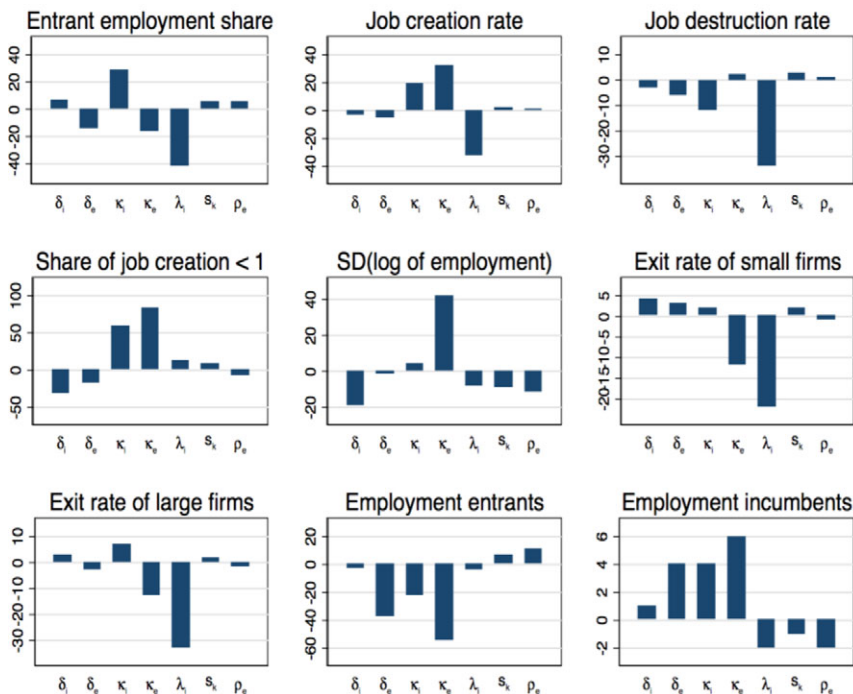 Entrant employment share
40
20
0
-20
-40
δi δe κi κe λi sk ρe
Job creation rate
40
20
0
-20
-40
δi δe κi κe λi sk ρe
Job destruction rate
10
0
-10
-20
-30
δi δe κi κe λi sk ρe
Share of job creation < 1
100
50
0
-50
δi δe κi κe λi sk ρe
SD(log of employment)
40
20
0
-20
δi δe κi κe λi sk ρe
Exit rate of small firms
5
0
-5
-10
-15
-20
δi δe κi κe λi sk ρe
Exit rate of large firms
10
0
-10
-20
-30
δi δe κi κe λi sk ρe
Employment entrants
20
0
-20
-40
-60
δi δe κi κe λi sk ρe
Employment incumbents
6
4
2
0
-2
δi δe κi κe λi sk ρe